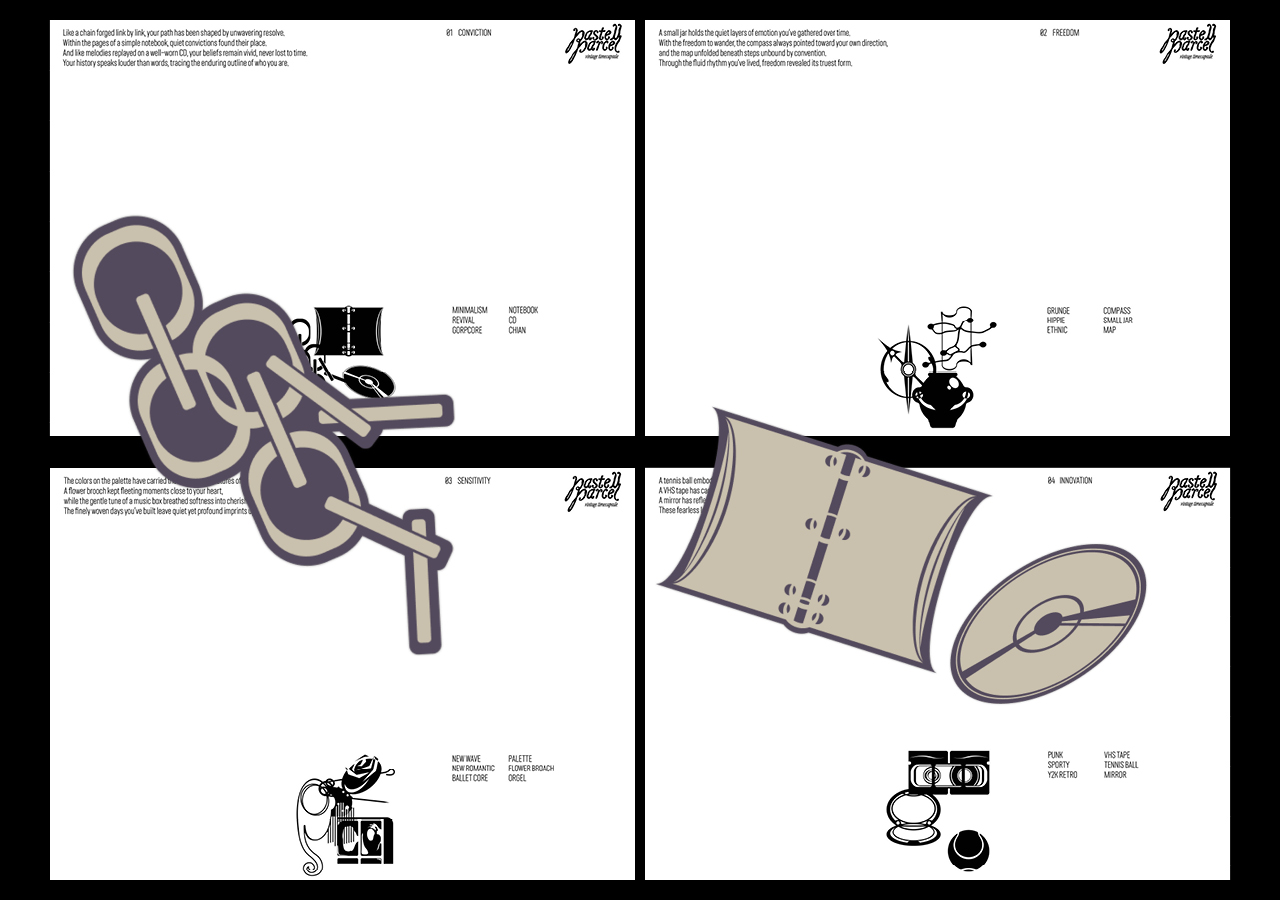 Like a chain forged link by link, your path has been shaped by unwavering resolve.
Within the pages of a simple notebook, quiet convictions found their place.
And like melodies replayed on a well-worn CD, your beliefs remain vivid, never lost to time.
Your history speaks louder than words, tracing the enduring outline of who you are.
01 CONVICTION
pastell
parcel
vintage timecapsule
MINIMALISM NOTEBOOK
REVIVAL CD
GORPCORE CHIAN
A small jar holds the quiet layers of emotion you've gathered over time.
With the freedom to wander, the compass always pointed toward your own direction,
and the map unfolded beneath steps unbound by convention.
Through the fluid rhythm you've lived, freedom revealed its truest form.
02 FREEDOM
pastell
parcel
vintage timecapsule
GRUNGE COMPASS
HIPPIE SMALL JAR
ETHNIC MAP
The colors on the palette have carried
A flower brooch kept fleeting moments close to your heart,
while the gentle tune of a music box breathed softness into
The finely woven days you've built leave quiet yet profound imprints
03 SENSITIVITY
pastell
parcel
vintage timecapsule
NEW WAVE PALETTE
NEW ROMANTIC FLOWER BROACH
BALLET CORE ORGEL
A tennis ball
A VHS tape has
A mirror has
These fearless
04 INNOVATION
pastell
parcel
vintage timecapsule
PUNK VHS TAPE
SPORTY TENNIS BALL
Y2K RETRO MIRROR